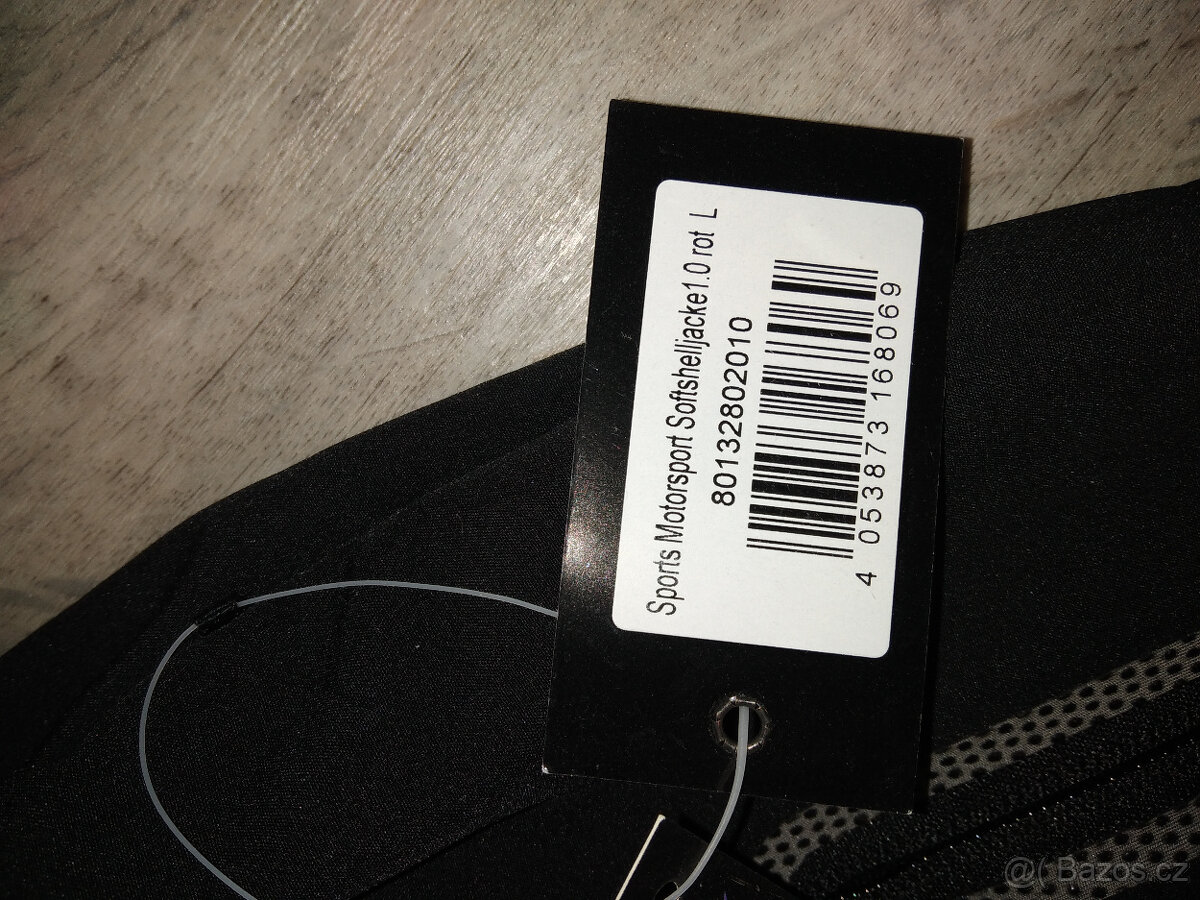 Sports Motorsport Softshelljacke1.0 rot L
80132802010
4 053873 168069
@( Bazos.cz